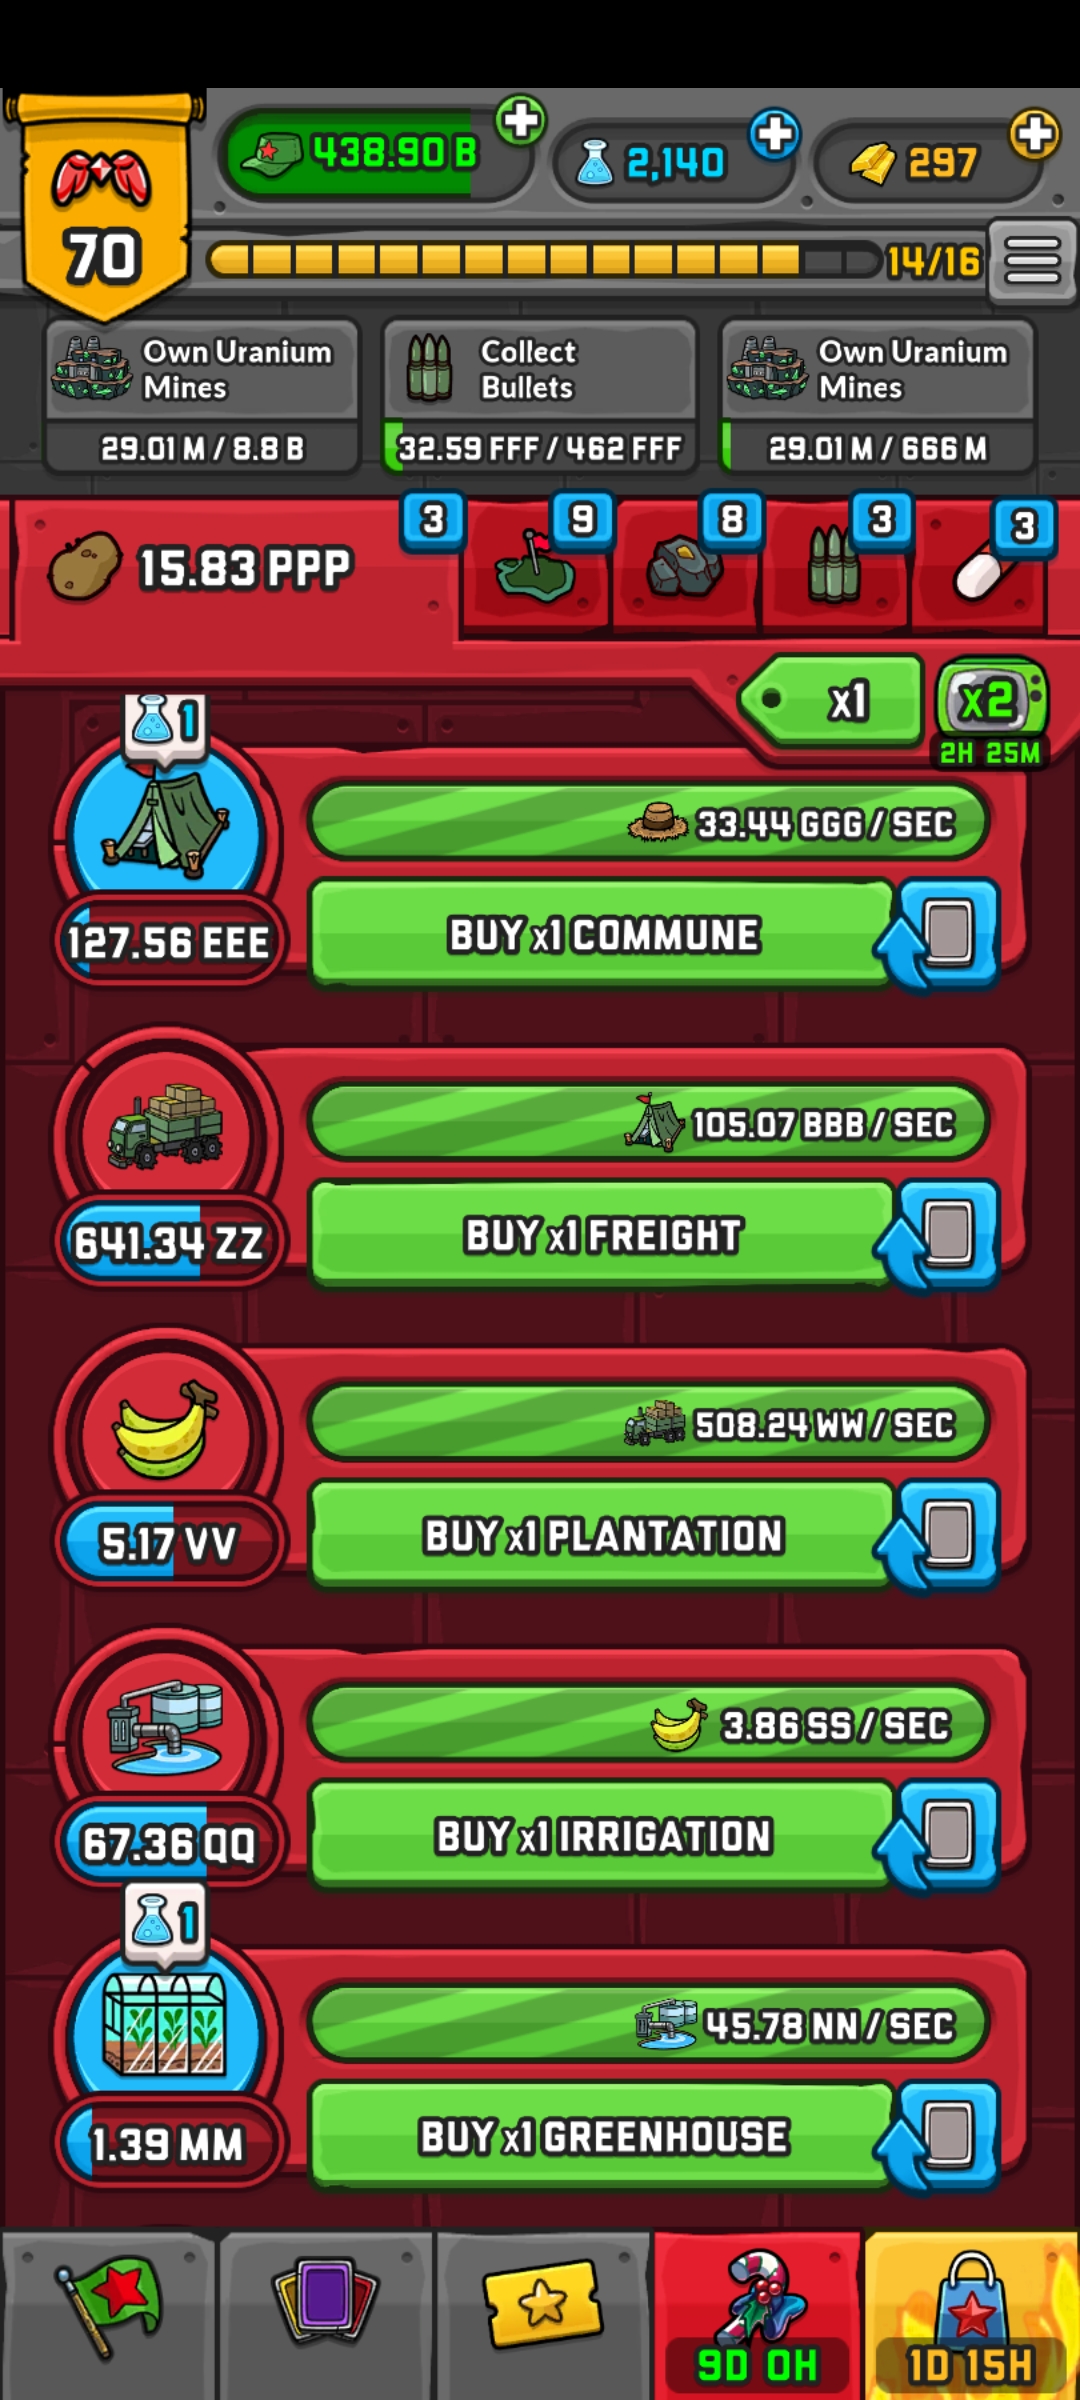 438.90 B
2,140
297
70
14/16
Own Uranium
Mines
29.01 M / 8.8 B
Collect
Bullets
32.59 FFF / 462 FFF
Own Uranium
Mines
29.01 M / 666 M
15.83 PPP
3
9
8
3
3
x1
x2
2H 25M
1
33.44 GGG / SEC
127.56 EEE
BUY x1 COMMUNE
105.07 BBB / SEC
641.34 ZZ
BUY x1 FREIGHT
508.24 WW / SEC
5.17 VV
BUY x1 PLANTATION
3.86 SS / SEC
67.36 QQ
BUY x1 IRRIGATION
1
45.78 NN / SEC
1.39 MM
BUY x1 GREENHOUSE
9D 0H
1D 15H